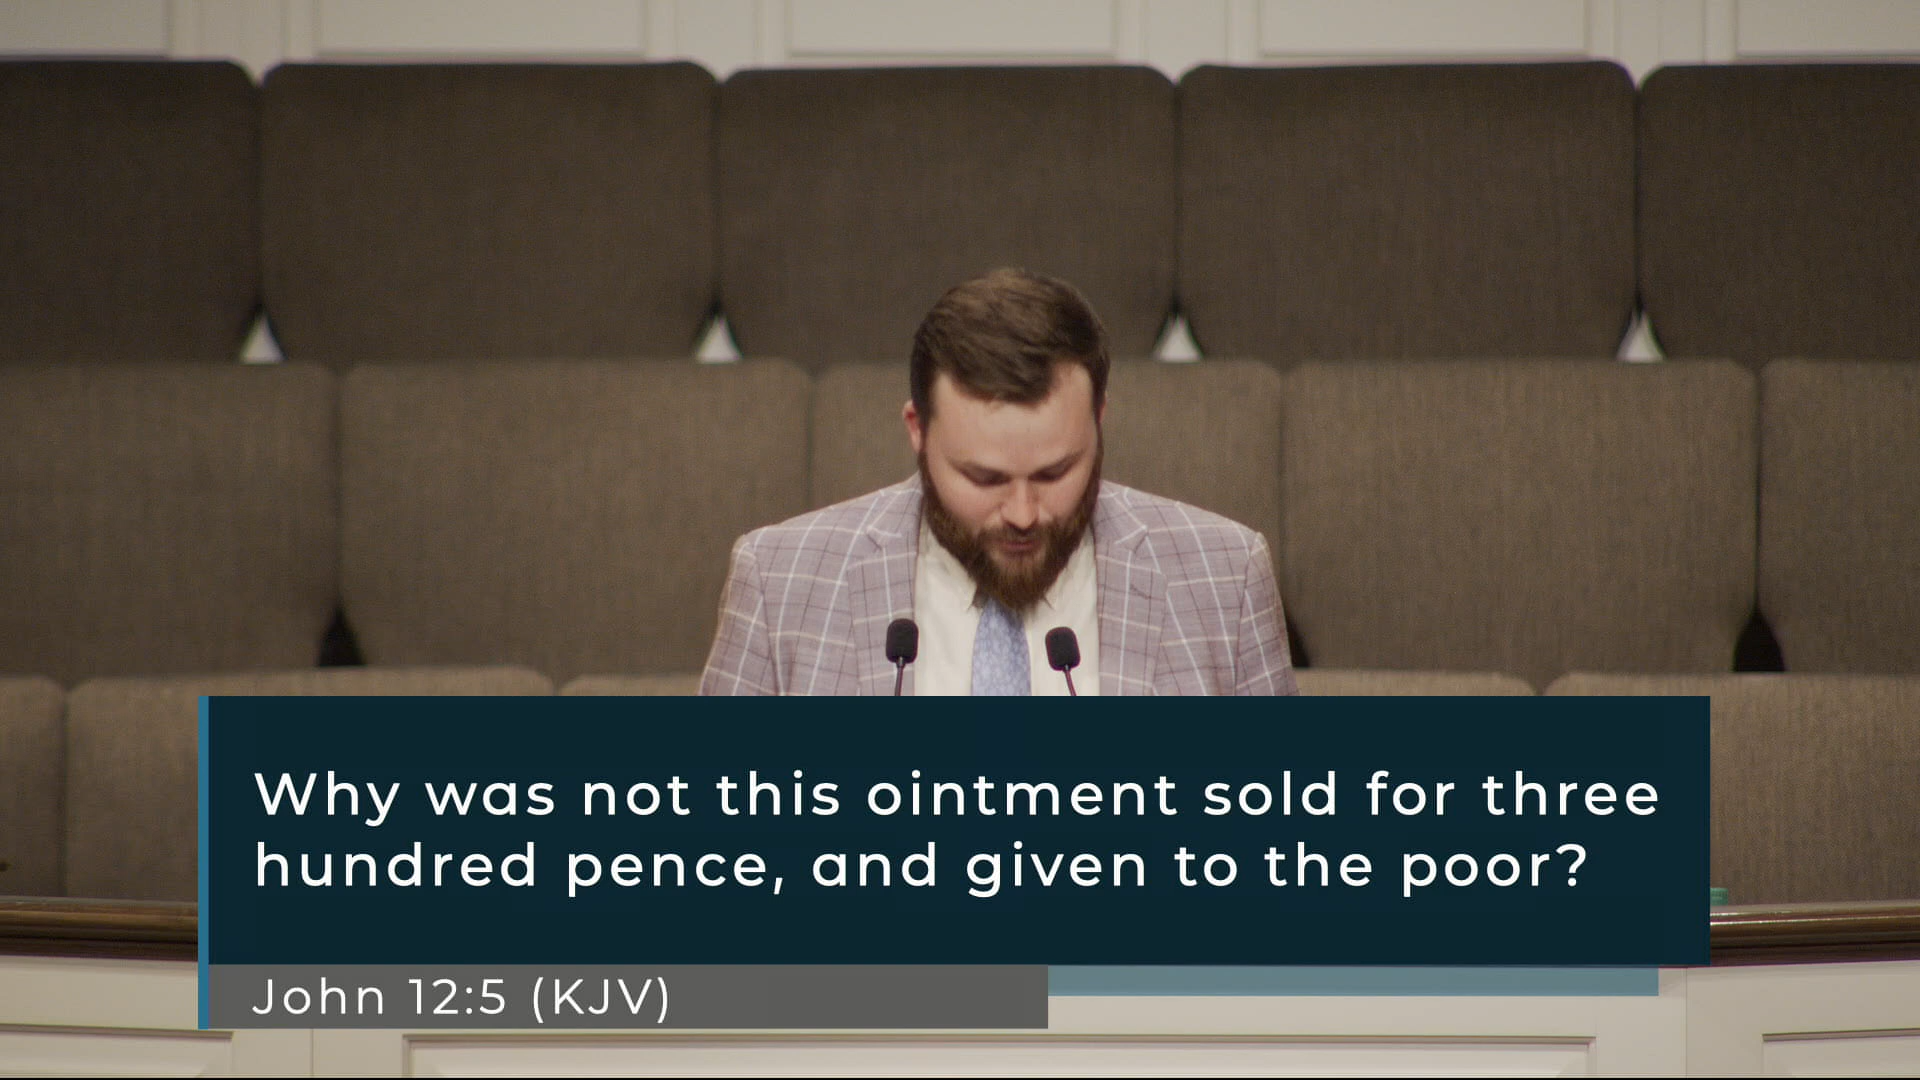 Why was not this ointment sold for three
hundred pence, and given to the poor?
John 12:5 (KJV)